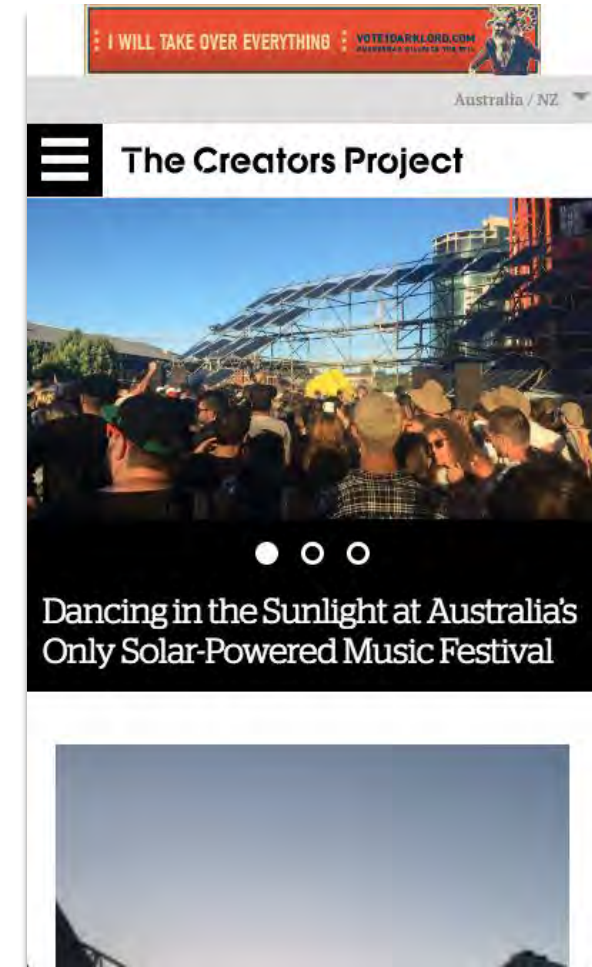 I WILL TAKE OVER EVERYTHING
VOTE1DARKLORD.COM
Australia / NZ
The Creators Project
Dancing in the Sunlight at Australia's
Only Solar-Powered Music Festival